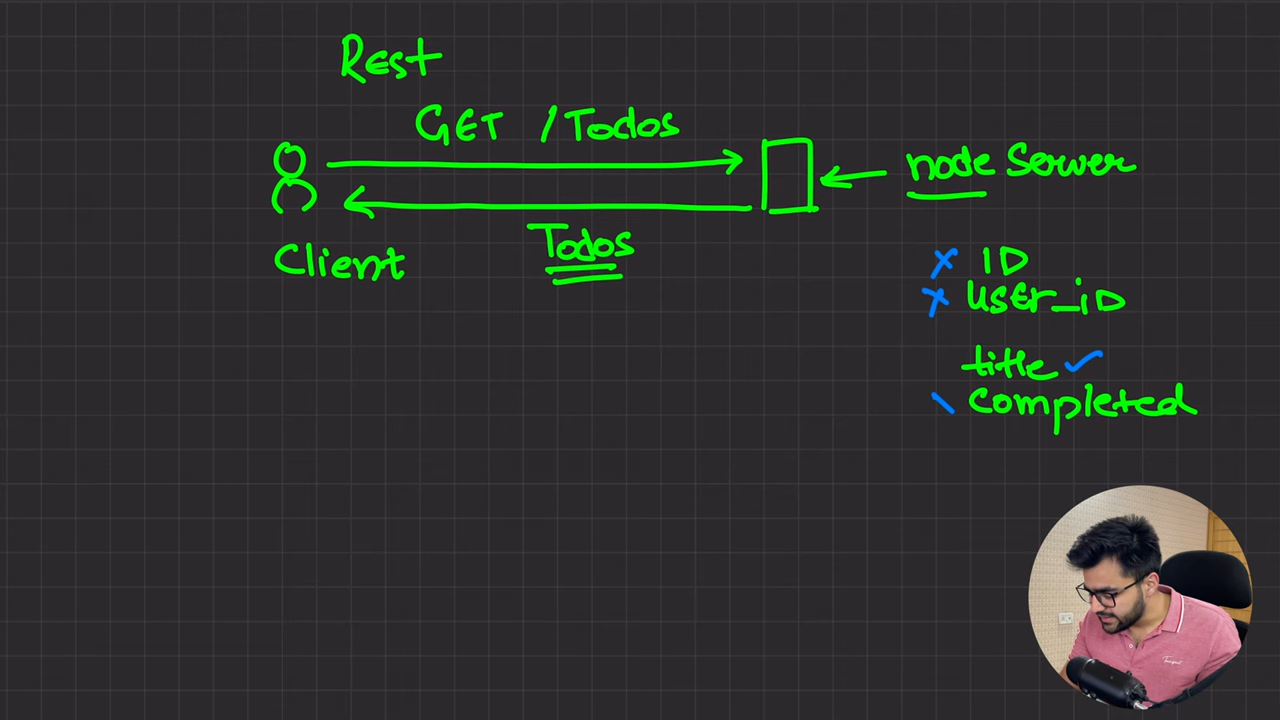 Rest
GET /Todos
node Server
Todos
Client
ID
user_iD
title
completed